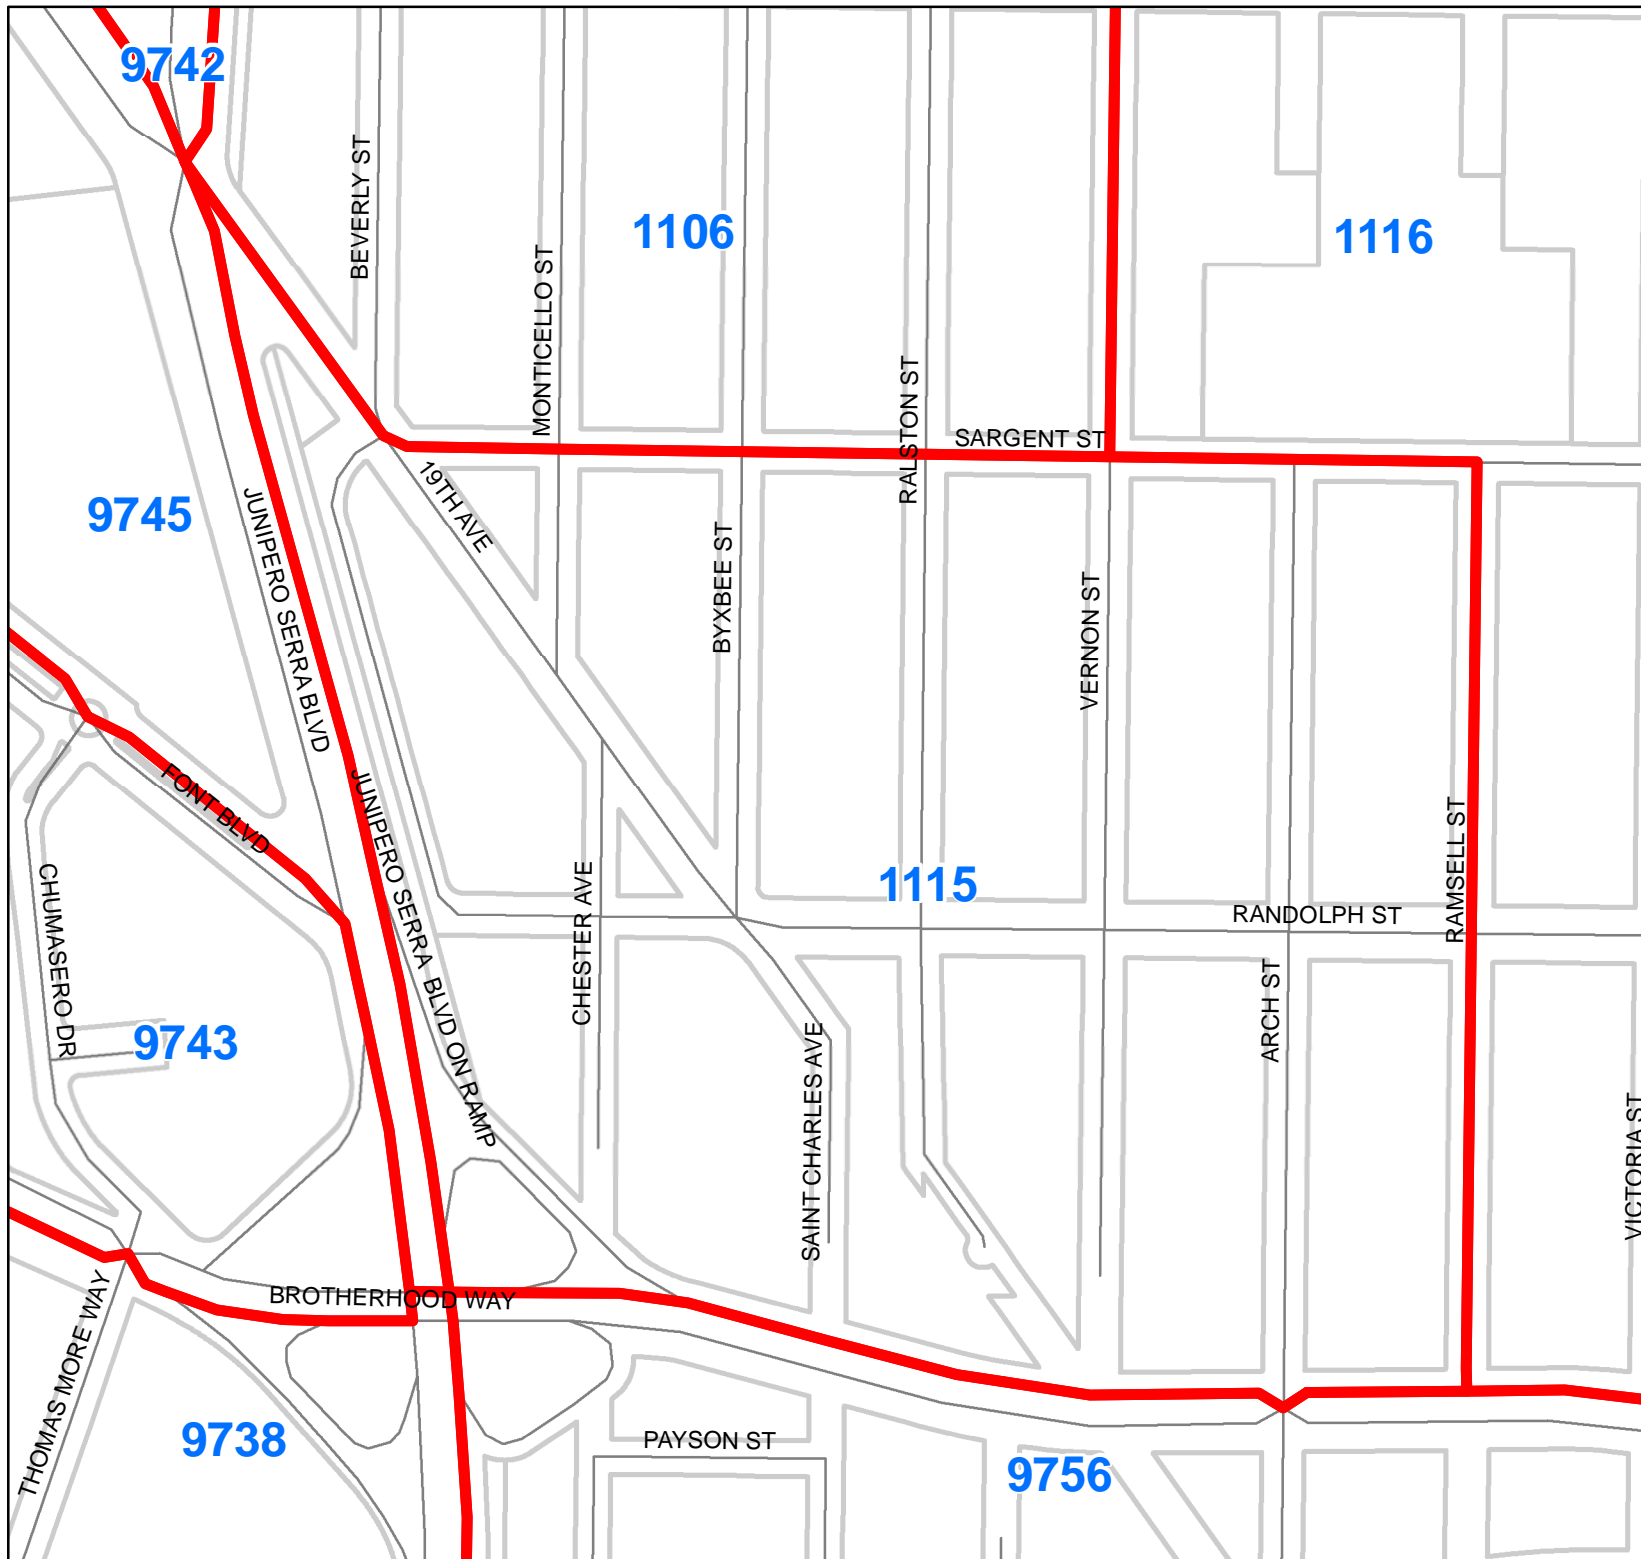 9742
BEVERLY ST
1106
1116
MONTICELLO ST
RALSTON ST
SARGENT ST
19TH AVE
9745
JUNIPERO SERRA BLVD
BYXBEE ST
VERNON ST
FONT BLVD
JUNIPERO SERRA BLVD ON RAMP
CHUMASERO DR
CHESTER AVE
1115
RAMSELL ST
RANDOLPH ST
ARCH ST
9743
SAINT CHARLES AVE
VICTORIA ST
BROTHERHOOD WAY
THOMAS MORE WAY
9738
PAYSON ST
9756